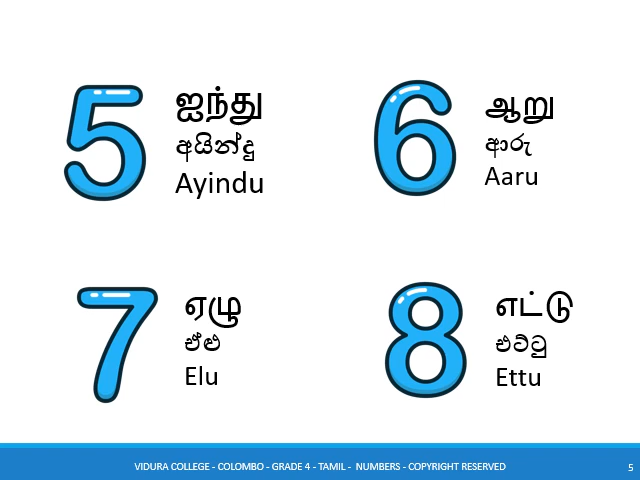 5
ஐந்து
අයින්දු
Ayindu
6
ஆறு
ආරු
Aaru
7
ஏழு
ඒළු
Elu
8
எட்டு
එට්ටු
Ettu
VIDURA COLLEGE - COLOMBO - GRADE 4 - TAMIL - NUMBERS - COPYRIGHT RESERVED
5